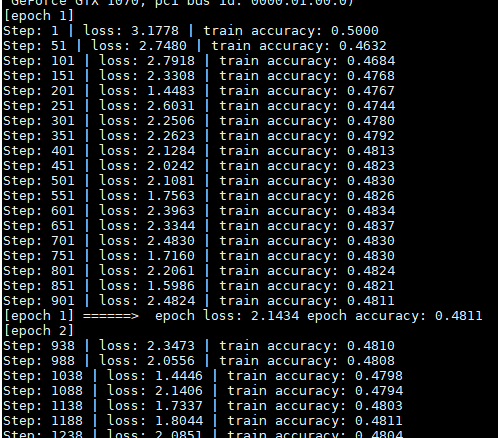 GeForce GTX 1070, pci bus id: 0000:01:00.0)
[epoch 1]
Step: 1 | loss: 3.1778 | train accuracy: 0.5000
Step: 51 | loss: 2.7480 | train accuracy: 0.4632
Step: 101 | loss: 2.7918 | train accuracy: 0.4684
Step: 151 | loss: 2.3308 | train accuracy: 0.4768
Step: 201 | loss: 1.4483 | train accuracy: 0.4767
Step: 251 | loss: 2.6031 | train accuracy: 0.4744
Step: 301 | loss: 2.2506 | train accuracy: 0.4780
Step: 351 | loss: 2.2623 | train accuracy: 0.4792
Step: 401 | loss: 2.1284 | train accuracy: 0.4813
Step: 451 | loss: 2.0242 | train accuracy: 0.4823
Step: 501 | loss: 2.1081 | train accuracy: 0.4830
Step: 551 | loss: 1.7563 | train accuracy: 0.4826
Step: 601 | loss: 2.3963 | train accuracy: 0.4834
Step: 651 | loss: 2.3344 | train accuracy: 0.4837
Step: 701 | loss: 2.4830 | train accuracy: 0.4830
Step: 751 | loss: 1.7160 | train accuracy: 0.4830
Step: 801 | loss: 2.2061 | train accuracy: 0.4824
Step: 851 | loss: 1.5986 | train accuracy: 0.4821
Step: 901 | loss: 2.4824 | train accuracy: 0.4811
[epoch 1] ======>  epoch loss: 2.1434 epoch accuracy: 0.4811
[epoch 2]
Step: 938 | loss: 2.3473 | train accuracy: 0.4810
Step: 988 | loss: 2.0556 | train accuracy: 0.4808
Step: 1038 | loss: 1.4446 | train accuracy: 0.4798
Step: 1088 | loss: 2.1406 | train accuracy: 0.4794
Step: 1138 | loss: 1.7337 | train accuracy: 0.4803
Step: 1188 | loss: 1.8044 | train accuracy: 0.4811
Step: 1238 | loss: 2.0851 | train accuracy: 0.4804